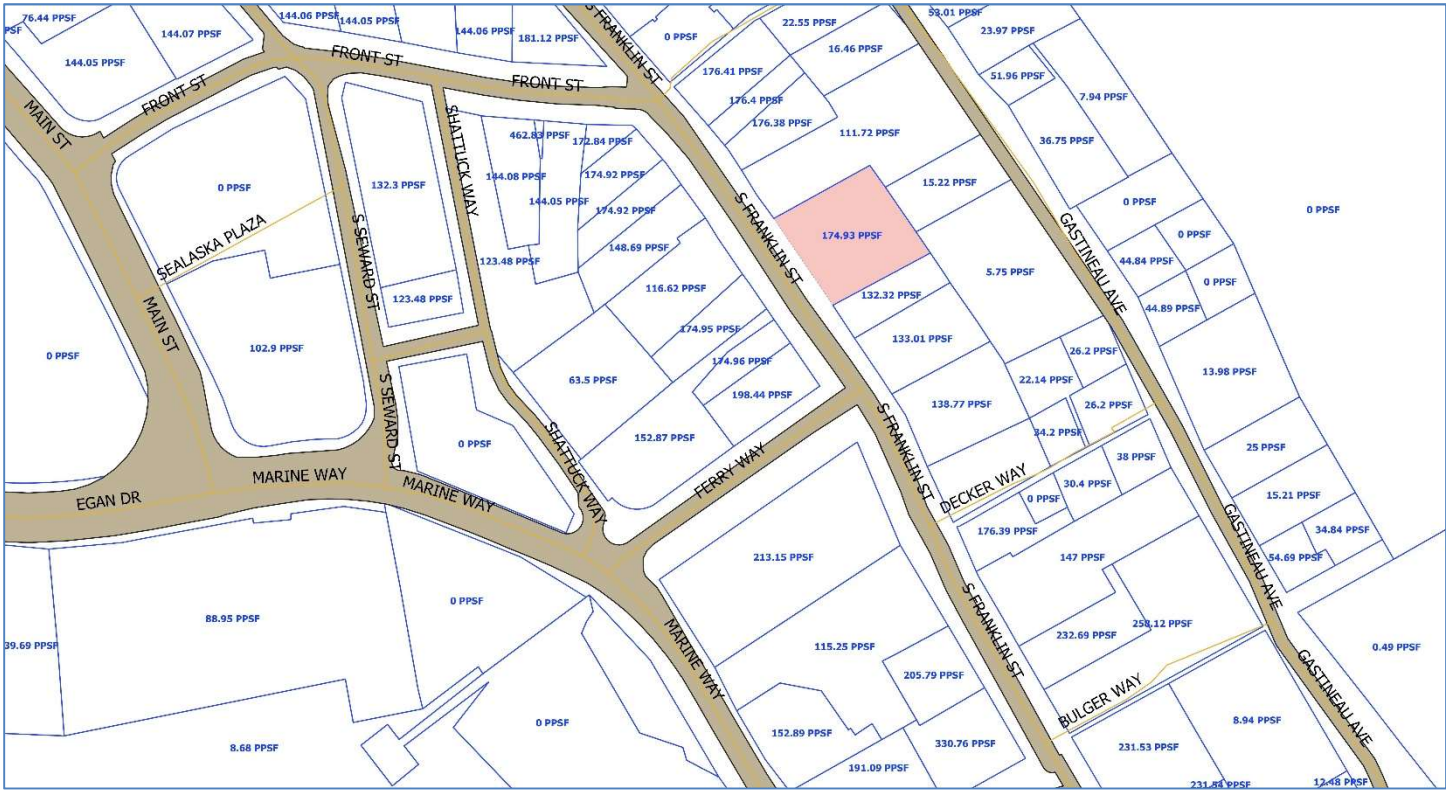 76.44 PPSF
PSF
144.05 PPSF
144.07 PPSF
144.06 PPSF
144.05 PPSF
144.06 PPSF
181.12 PPSF
S FRANKLIN ST
0 PPSF
22.55 PPSF
16.46 PPSF
53.01 PPSF
23.97 PPSF
51.96 PPSF
7.94 PPSF
36.75 PPSF
FRONT ST
FRONT ST
FRONT ST
MAIN ST
176.41 PPSF
176.4 PPSF
176.38 PPSF
111.72 PPSF
SHATTUCK WAY
462.83 PPSF
172.84 PPSF
144.08 PPSF
174.92 PPSF
144.05 PPSF
174.92 PPSF
148.69 PPSF
123.48 PPSF
0 PPSF
132.3 PPSF
S SEWARD ST
SEALASKA PLAZA
S FRANKLIN ST
174.93 PPSF
15.22 PPSF
0 PPSF
0 PPSF
0 PPSF
GASTINEAU AVE
44.84 PPSF
0 PPSF
44.89 PPSF
5.75 PPSF
116.62 PPSF
132.32 PPSF
123.48 PPSF
MAIN ST
102.9 PPSF
0 PPSF
174.95 PPSF
133.01 PPSF
174.96 PPSF
63.5 PPSF
198.44 PPSF
26.2 PPSF
22.14 PPSF
26.2 PPSF
13.98 PPSF
138.77 PPSF
34.2 PPSF
S SEWARD ST
0 PPSF
SHATTUCK WAY
152.87 PPSF
FERRY WAY
S FRANKLIN ST
DECKER WAY
38 PPSF
30.4 PPSF
0 PPSF
25 PPSF
15.21 PPSF
34.84 PPSF
54.69 PPSF
GASTINEAU AVE
EGAN DR
MARINE WAY
MARINE WAY
176.39 PPSF
147 PPSF
213.15 PPSF
S FRANKLIN ST
258.12 PPSF
232.69 PPSF
88.95 PPSF
0 PPSF
39.69 PPSF
MARINE WAY
115.25 PPSF
205.79 PPSF
0.49 PPSF
GASTINEAU AVE
BULGER WAY
8.94 PPSF
8.68 PPSF
0 PPSF
152.89 PPSF
330.76 PPSF
231.53 PPSF
191.09 PPSF
231.54 PPSF
12.48 PPSF